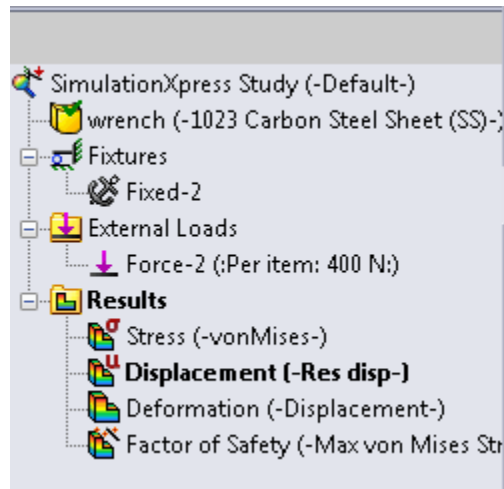 SimulationXpress Study (-Default-)
wrench (-1023 Carbon Steel Sheet (SS)-)
Fixtures
Fixed-2
External Loads
Force-2 (:Per item: 400 N:)
Results
Stress (-vonMises-)
Displacement (-Res disp-)
Deformation (-Displacement-)
Factor of Safety (-Max von Mises Str